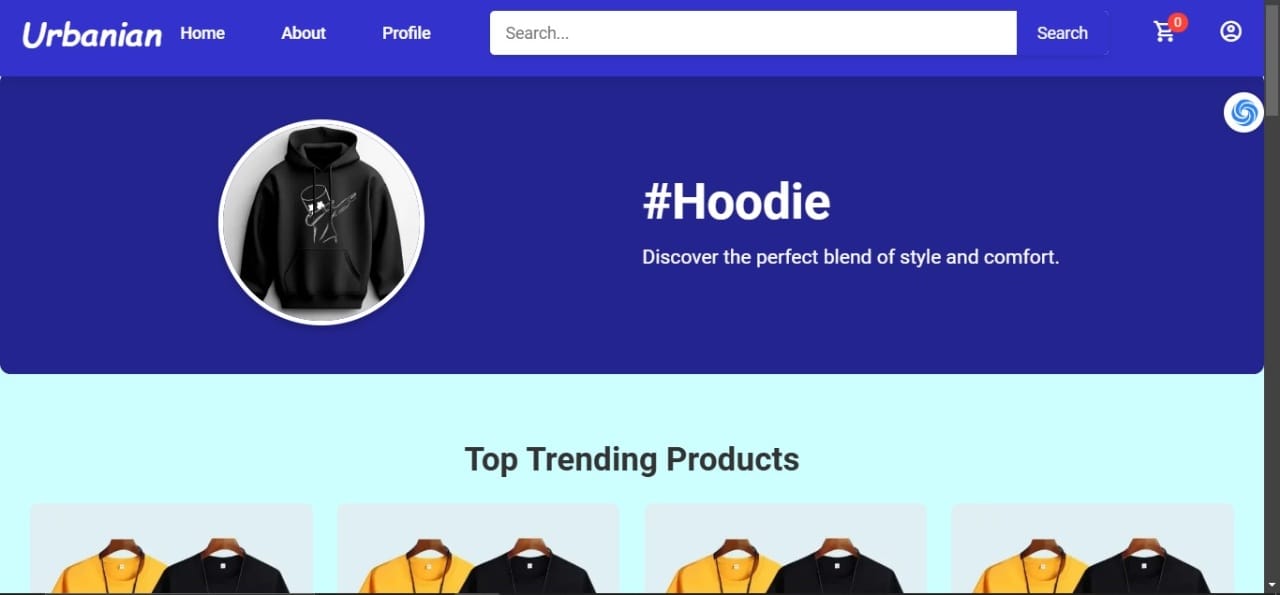 Urbanian Home About Profile Search... Search 0
#Hoodie
Discover the perfect blend of style and comfort.
Top Trending Products